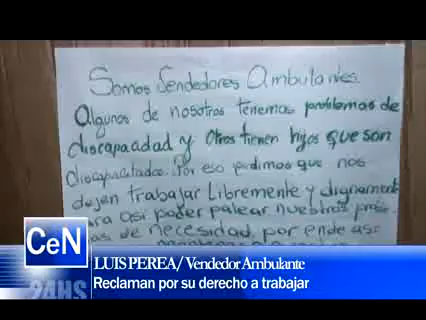 Somos Vendedores Ambulantes.
Algunos de nosotros tenemos problemas de
discapacidad y otros tienen hijos que son
discapacitados. Por eso pedimos que nos
dejen trabajar Libremente y dignamente
para asi poder palear nuestros
de necesidad, por ende asi
CeN
24HS
LUIS PEREA/ Vendedor Ambulante
Reclaman por su derecho a trabajar